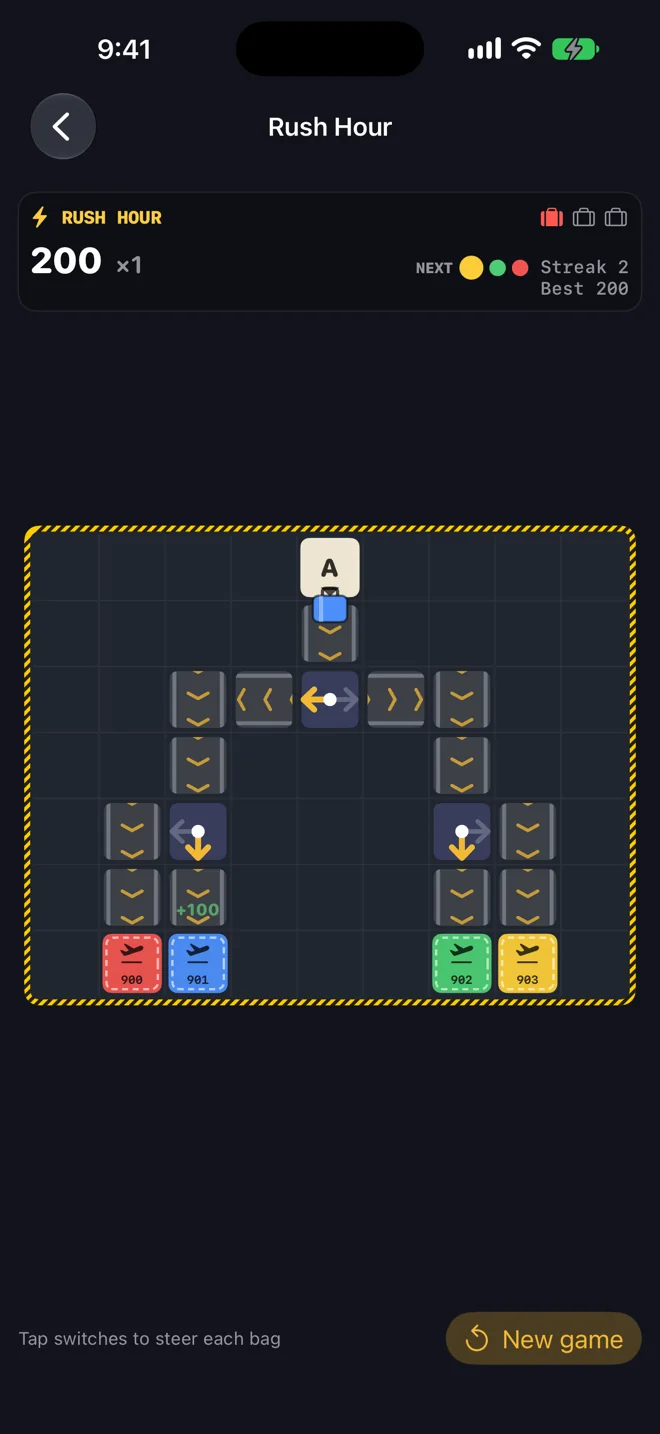 9:41
Rush Hour
RUSH HOUR
200 ×1
NEXT
Streak 2
Best 200
A
+100
900
901
902
903
Tap switches to steer each bag
New game